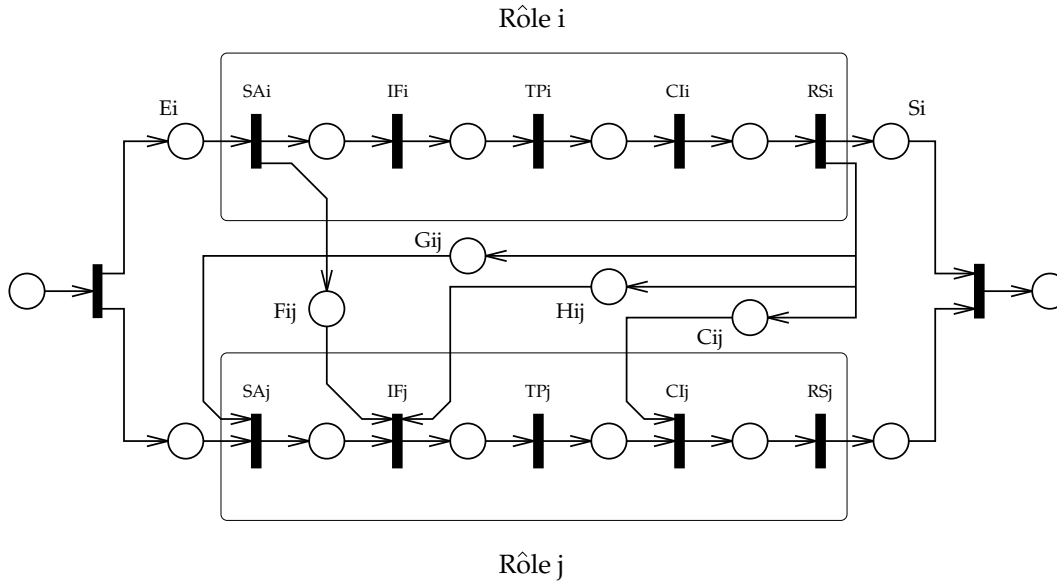 Rôle i
SAi IFi TPi CIi RSi
Ei Si
Gij
Fij Hij
Cij
SAj IFj TPj CIj RSj
Rôle j